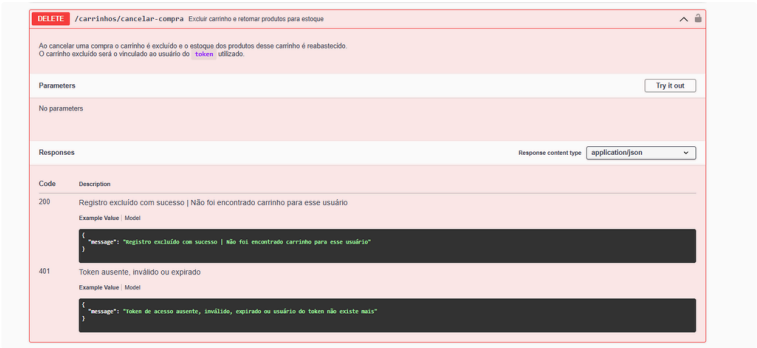 DELETE /carrinhos/cancelar-compra Excluir carrinho e retornar produtos para estoque
Ao cancelar uma compra o carrinho é excluído e o estoque dos produtos desse carrinho é reabastecido.
O carrinho excluído será o vinculado ao usuário do token utilizado.
Parameters Try it out
No parameters
Responses Response content type application/json
Code Description
200 Registro excluído com sucesso | Não foi encontrado carrinho para esse usuário
Example Value Model
{
"message": "Registro excluído com sucesso | Não foi encontrado carrinho para esse usuário"
}
401 Token ausente, inválido ou expirado
Example Value Model
{
"message": "Token de acesso ausente, inválido, expirado ou usuário do token não existe mais"
}